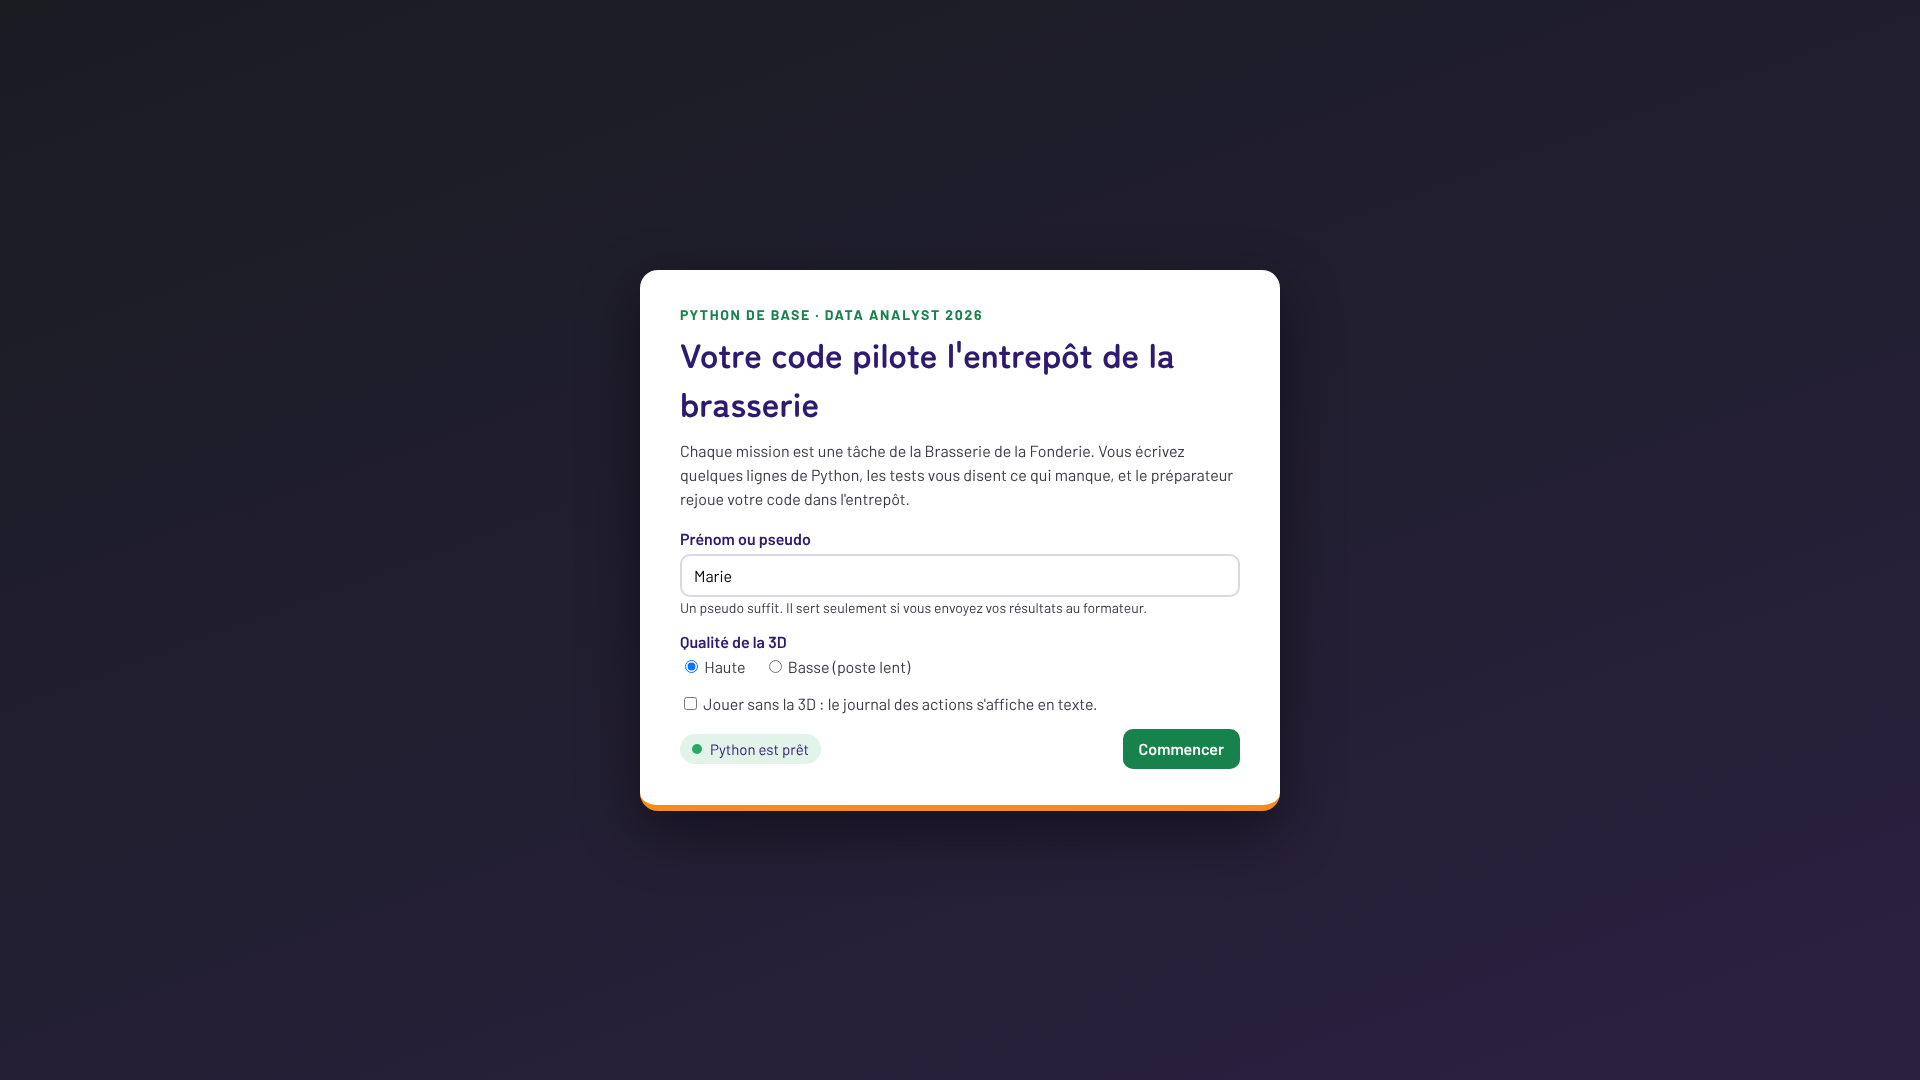 PYTHON DE BASE · DATA ANALYST 2026
Votre code pilote l'entrepôt de la
brasserie
Chaque mission est une tâche de la Brasserie de la Fonderie. Vous écrivez
quelques lignes de Python, les tests vous disent ce qui manque, et le préparateur
rejoue votre code dans l'entrepôt.
Prénom ou pseudo
Marie
Un pseudo suffit. Il sert seulement si vous envoyez vos résultats au formateur.
Qualité de la 3D
Haute Basse (poste lent)
Jouer sans la 3D : le journal des actions s'affiche en texte.
Python est prêt Commencer